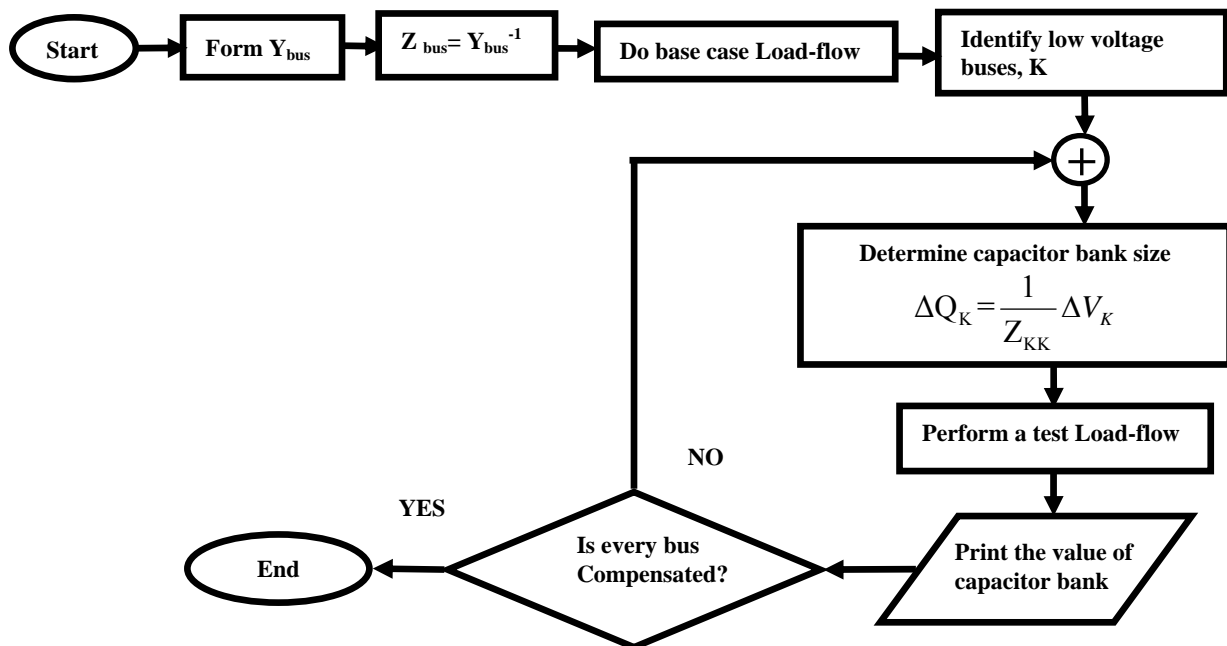 Start
Form Y_bus
Z _bus= Y_bus^-1
Do base case Load-flow
Identify low voltage
buses, K
+
Determine capacitor bank size
ΔQ_K = 1/Z_KK ΔV_K
Perform a test Load-flow
NO
YES
Is every bus
Compensated?
End
Print the value of
capacitor bank